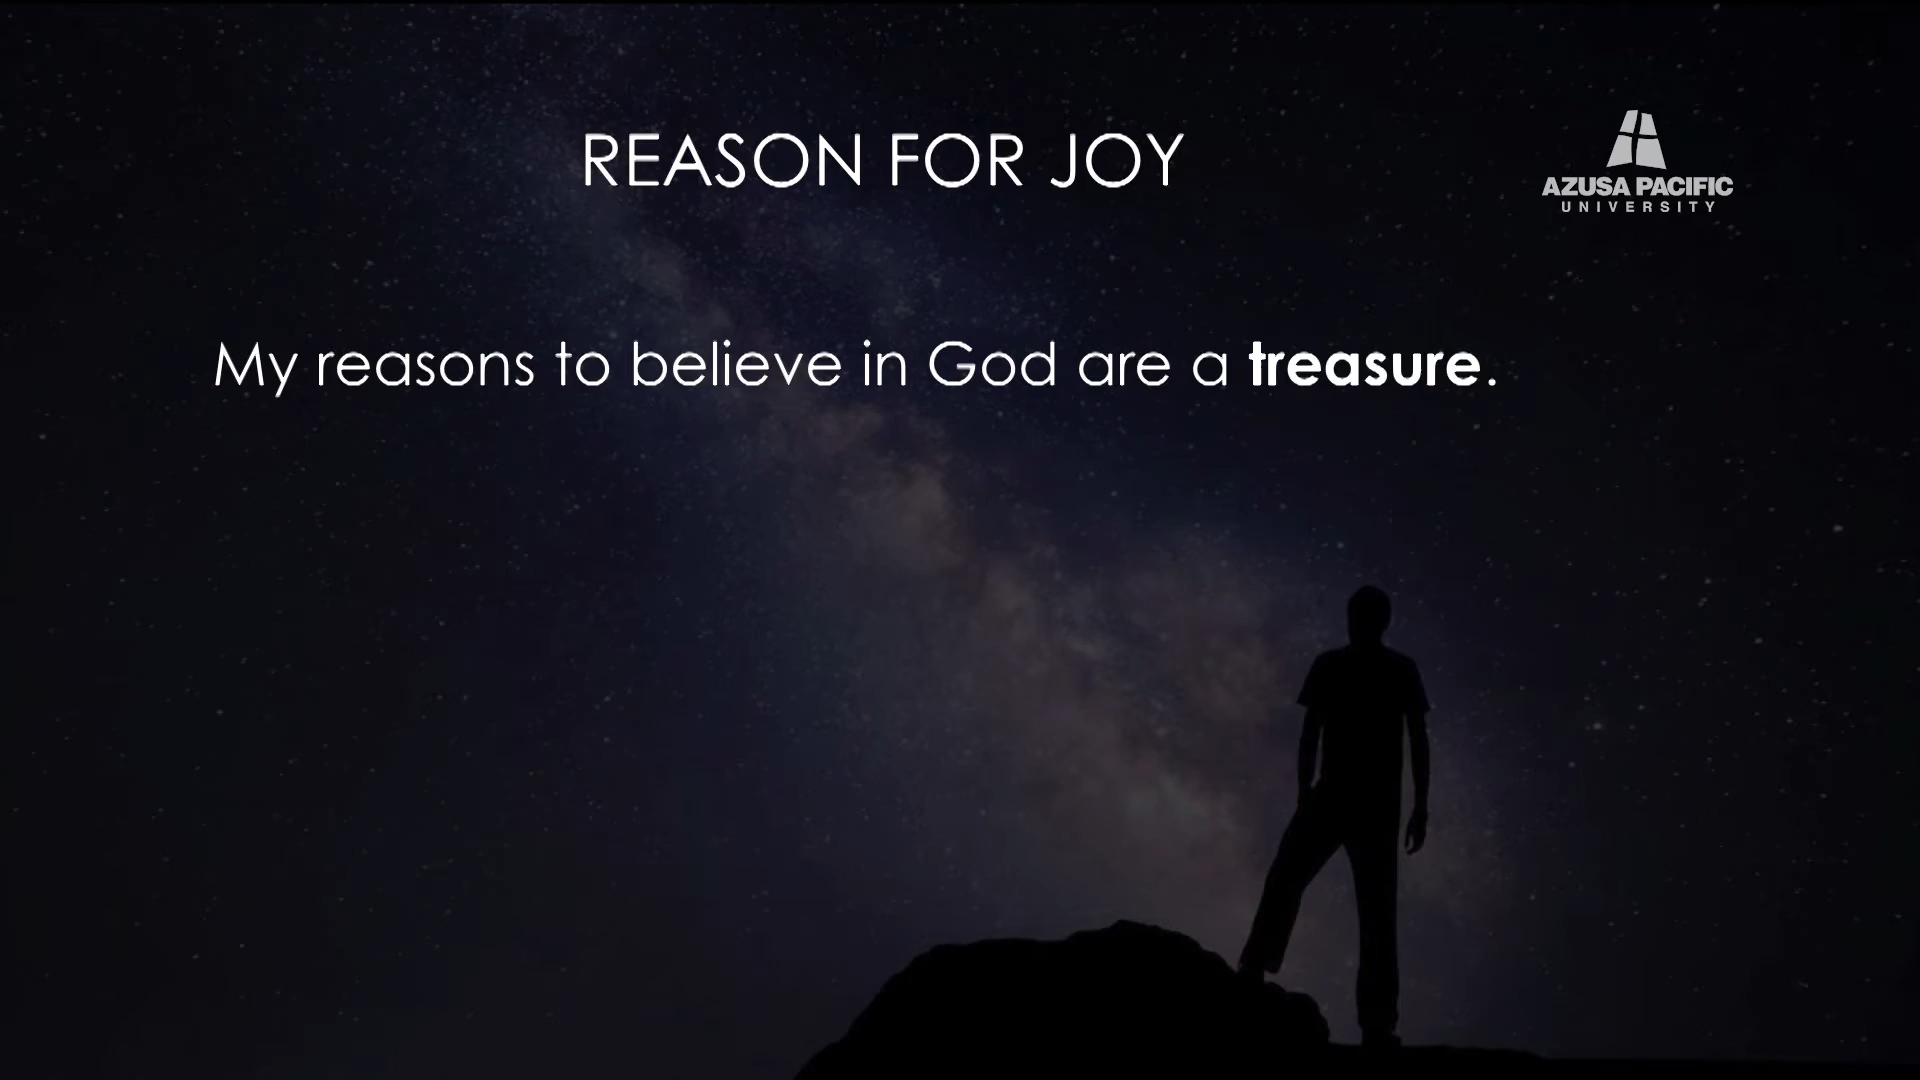 REASON FOR JOY
AZUSA PACIFIC
UNIVERSITY
My reasons to believe in God are a treasure.